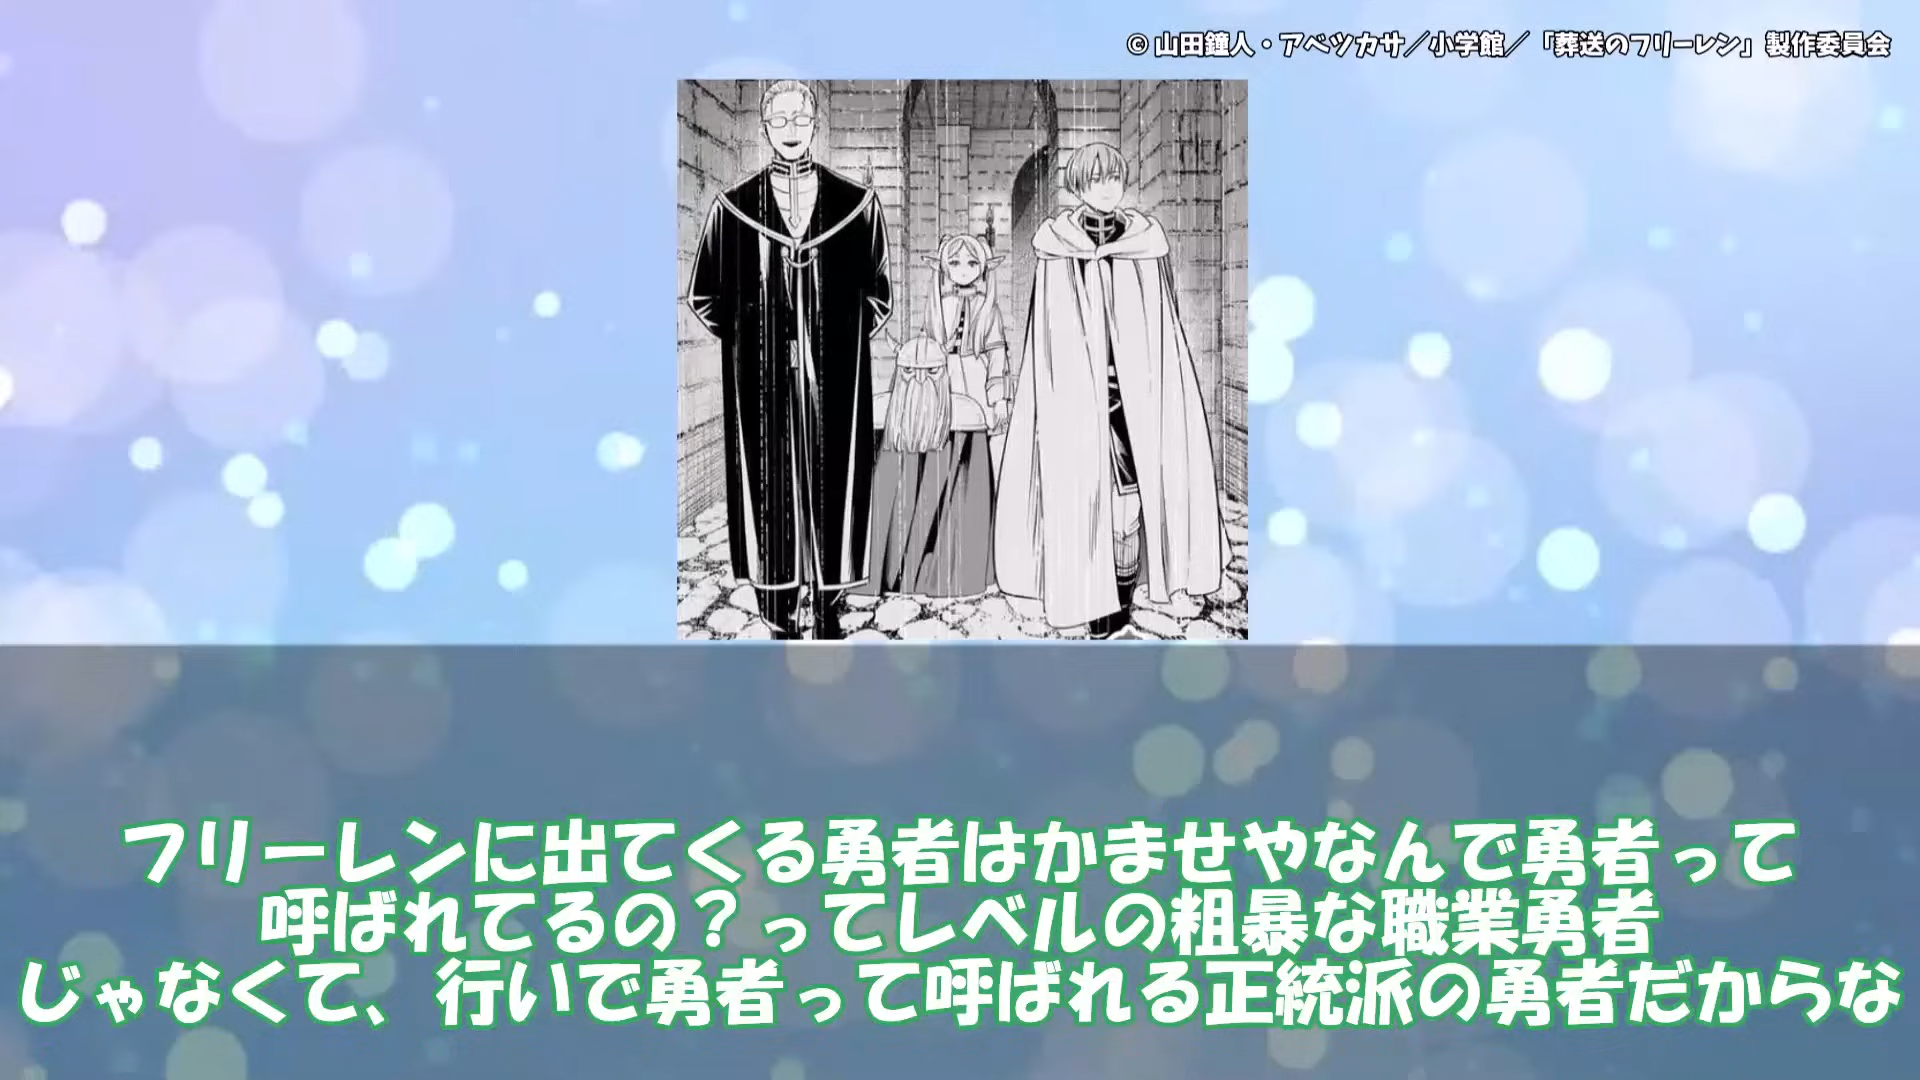 © 山田鐘人・アベツカサ／小学館／「葬送のフリーレン」製作委員会
フリーレンに出てくる勇者はかませやなんで勇者って
呼ばれてるの？ってレベルの粗暴な職業勇者
じゃなくて、行いで勇者って呼ばれる正統派の勇者だからな